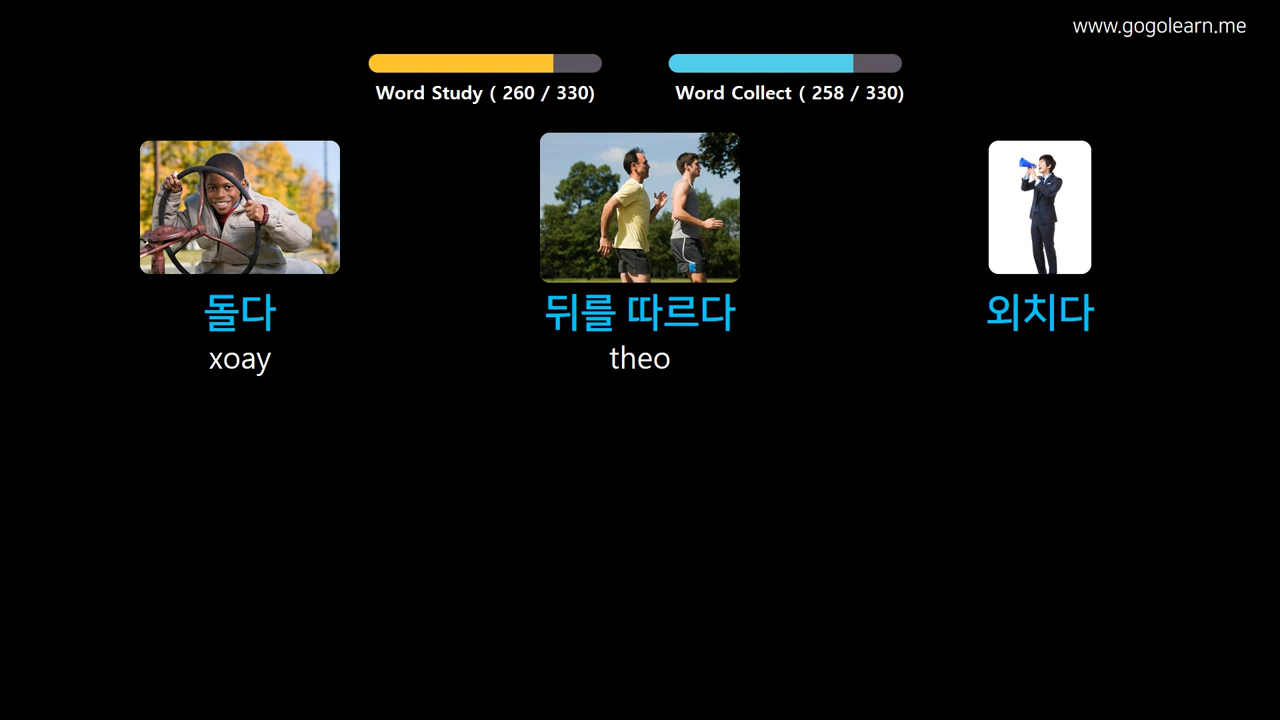 www.gogolearn.me
Word Study ( 260 / 330)
Word Collect ( 258 / 330)
돌다
뒤를 따르다
외치다
xoay
theo